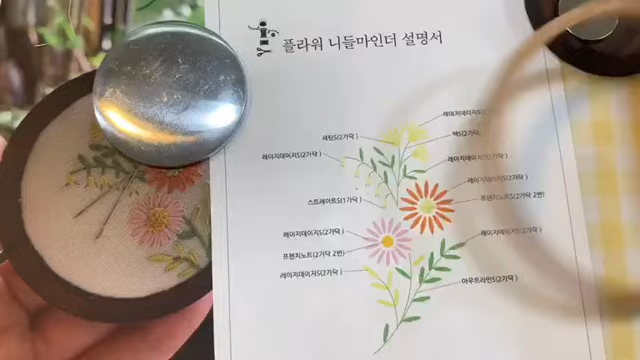 플라워 니들마인더 설명서
레이지데이지S(
새틴S(2가닥)
백S(2가닥
레이지데이지S(2가닥 )
레이지데이지S(2가닥 )
레이지데이지S(2가닥 )
스트레이트S(1가닥 )
프렌치노트S(2가닥 2번)
레이지데이지S(2가닥 )
레이지데이지S(2가닥 )
프렌치노트(2가닥 2번)
레이지데이지S(2가닥 )
아우트라인S(2가닥 )